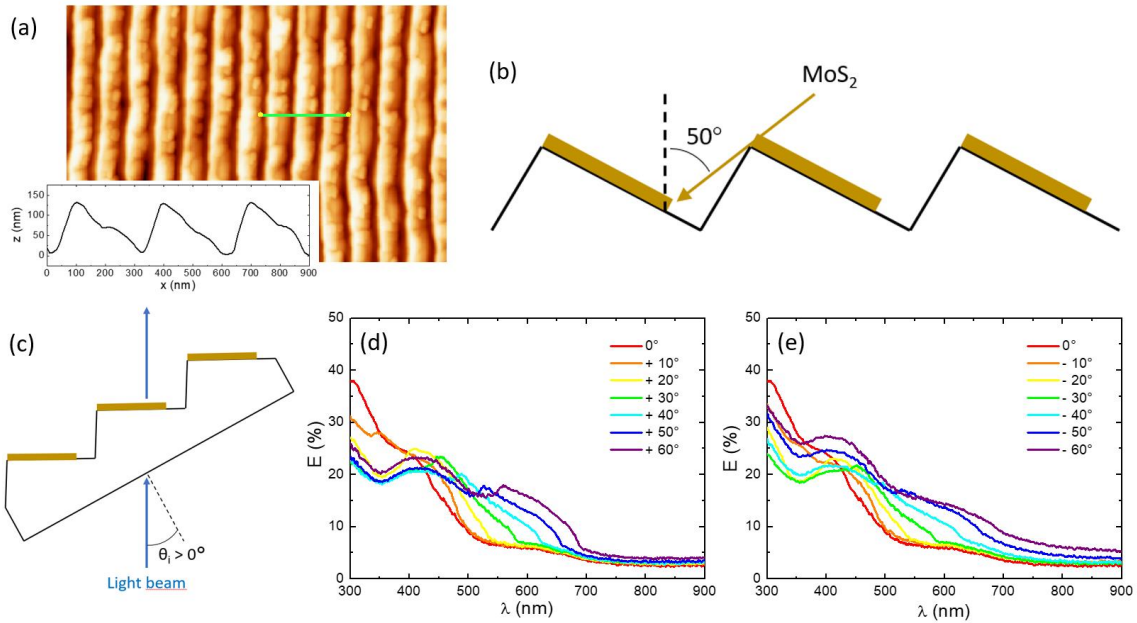 (a)
z (nm)
150
100
50
0
0 100 200 300 400 500 600 700 800 900
x (nm)
(b)
MoS2
50°
(c)
θi > 0°
Light beam
(d)
50
40
30
20
10
0
E (%)
0°
+ 10°
+ 20°
+ 30°
+ 40°
+ 50°
+ 60°
300 400 500 600 700 800 900
λ (nm)
(e)
50
40
30
20
10
0
E (%)
0°
- 10°
- 20°
- 30°
- 40°
- 50°
- 60°
300 400 500 600 700 800 900
λ (nm)